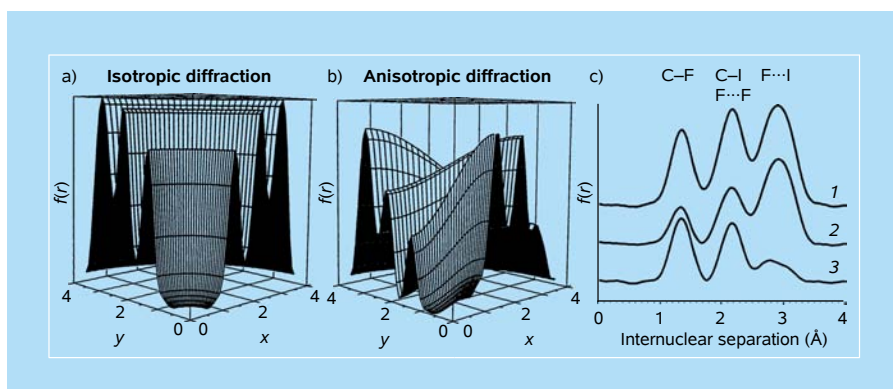 a) Isotropic diffraction
b) Anisotropic diffraction
c)
C–F C–I F···I
F···F
f(r)
4
2
0
y
0
2
4
x
f(r)
4
2
0
y
0
2
4
x
f(r)
1
2
3
0 1 2 3 4
Internuclear separation (Å)